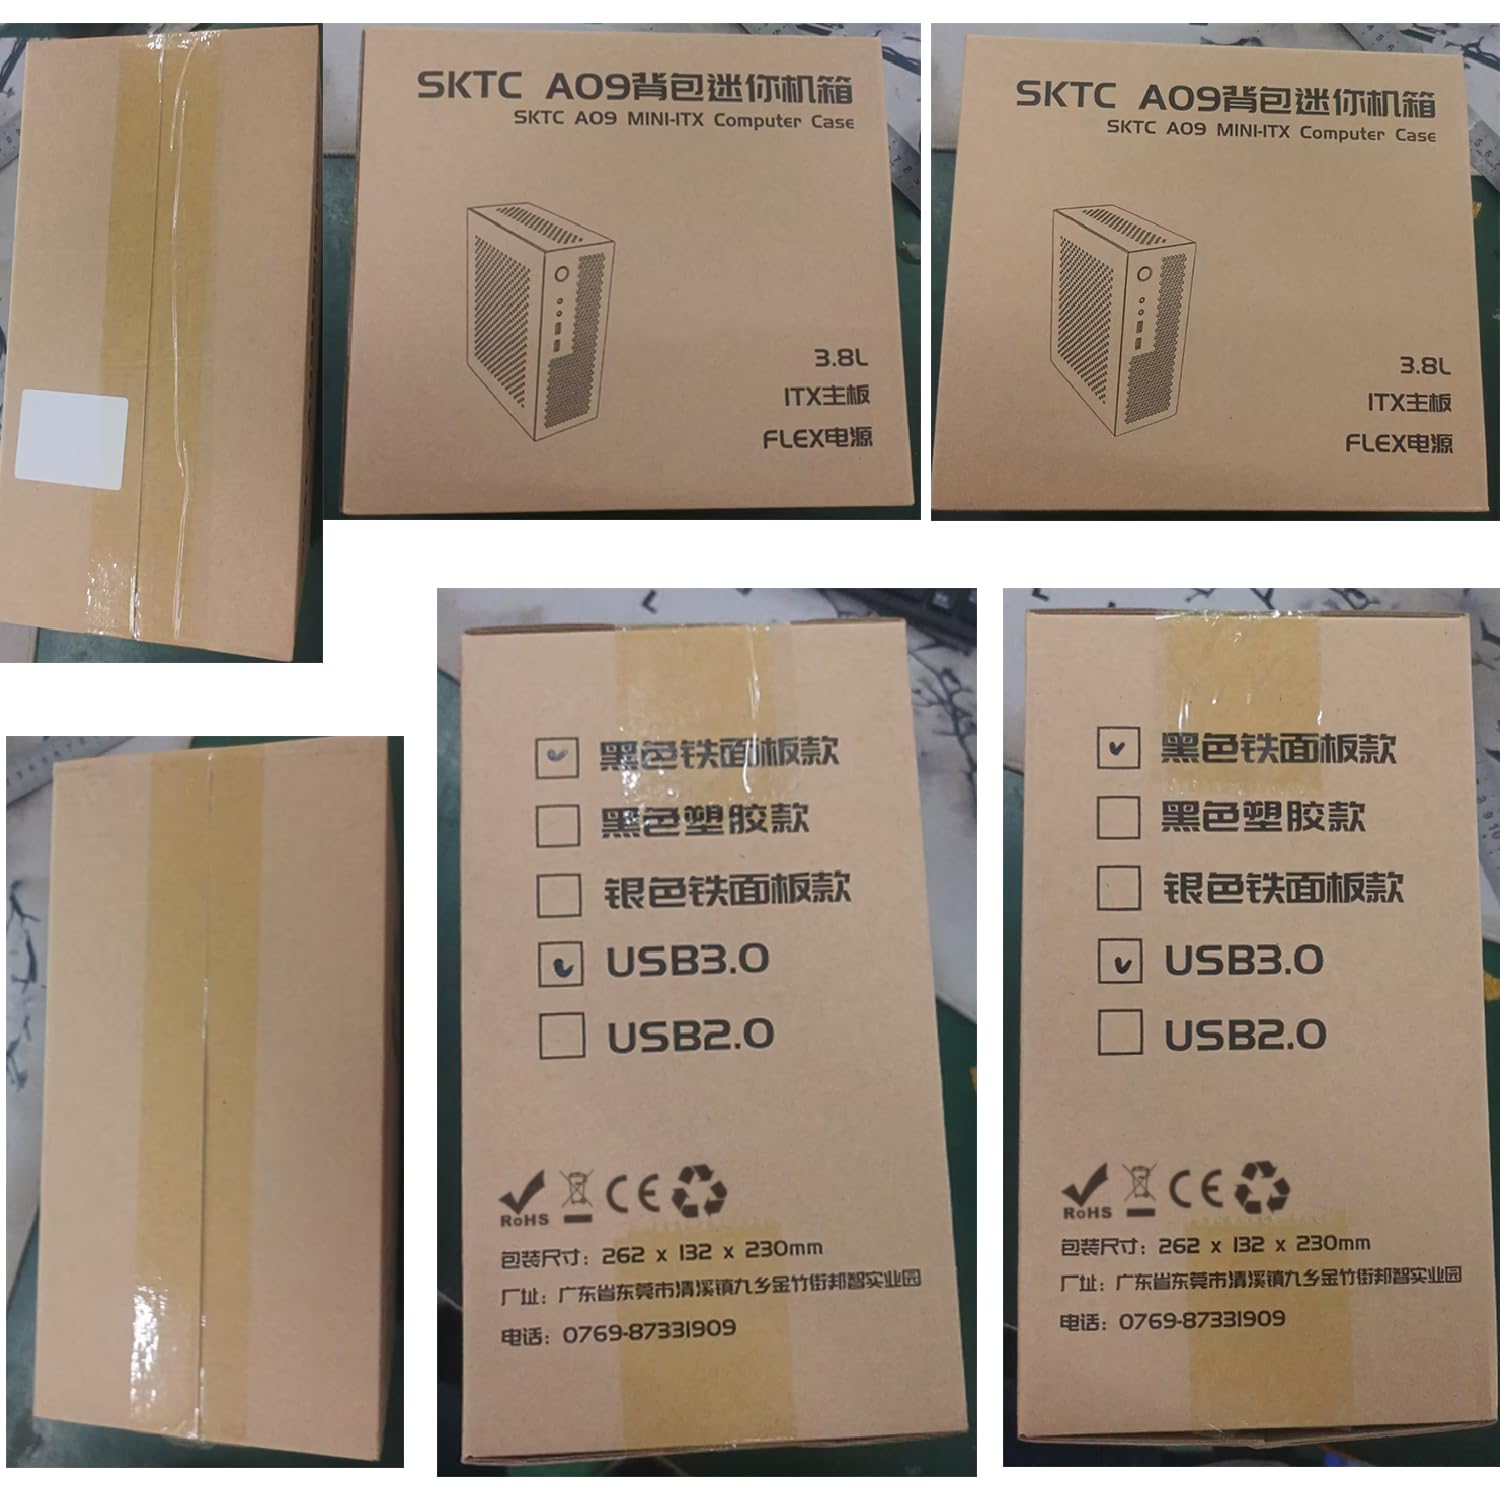 SKTC A09背包迷你机箱
SKTC A09 MINI-ITX Computer Case
3.8L
ITX主板
FLEX电源
SKTC A09背包迷你机箱
SKTC A09 MINI-ITX Computer Case
3.8L
ITX主板
FLEX电源
黑色铁面板款
黑色塑胶款
银色铁面板款
USB3.0
USB2.0
RoHS CE
包装尺寸：262 x 132 x 230mm
厂址：广东省东莞市清溪镇九乡金竹街邦智实业园
电话：0769-87331909
黑色铁面板款
黑色塑胶款
银色铁面板款
USB3.0
USB2.0
RoHS CE
包装尺寸：262 x 132 x 230mm
厂址：广东省东莞市清溪镇九乡金竹街邦智实业园
电话：0769-87331909